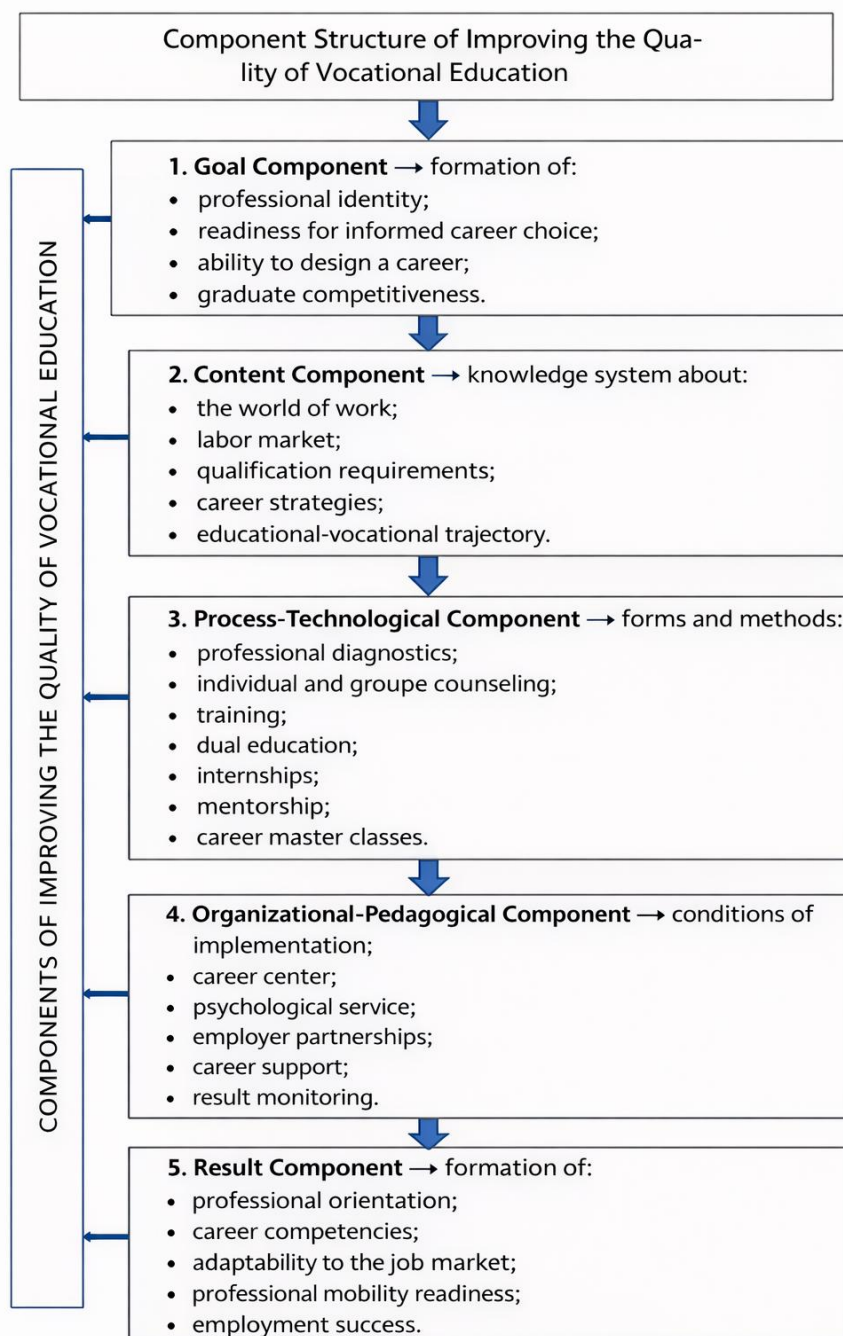 Component Structure of Improving the Qua-
lity of Vocational Education
COMPONENTS OF IMPROVING THE QUALITY OF VOCATIONAL EDUCATION
1. Goal Component → formation of:
• professional identity;
• readiness for informed career choice;
• ability to design a career;
• graduate competitiveness.
2. Content Component → knowledge system about:
• the world of work;
• labor market;
• qualification requirements;
• career strategies;
• educational-vocational trajectory.
3. Process-Technological Component → forms and methods:
• professional diagnostics;
• individual and groupe counseling;
• training;
• dual education;
• internships;
• mentorship;
• career master classes.
4. Organizational-Pedagogical Component → conditions of
implementation;
• career center;
• psychological service;
• employer partnerships;
• career support;
• result monitoring.
5. Result Component → formation of:
• professional orientation;
• career competencies;
• adaptability to the job market;
• professional mobility readiness;
• employment success.